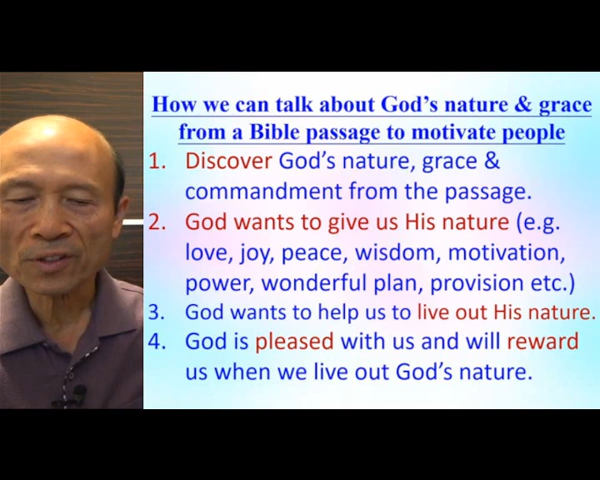 How we can talk about God's nature & grace
from a Bible passage to motivate people
1. Discover God's nature, grace &
commandment from the passage.
2. God wants to give us His nature (e.g.
love, joy, peace, wisdom, motivation,
power, wonderful plan, provision etc.)
3. God wants to help us to live out His nature.
4. God is pleased with us and will reward
us when we live out God's nature.